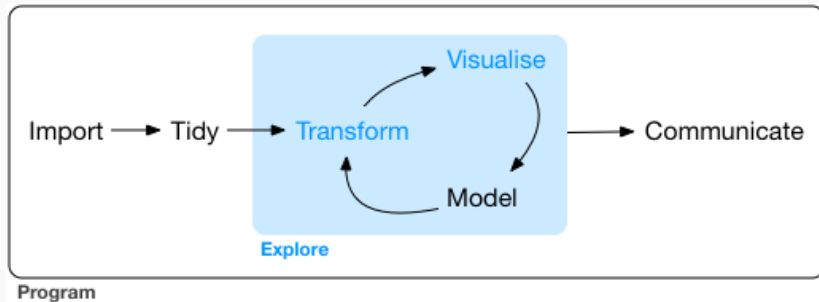 Visualise
Import Tidy Transform Communicate
Model
Explore
Program